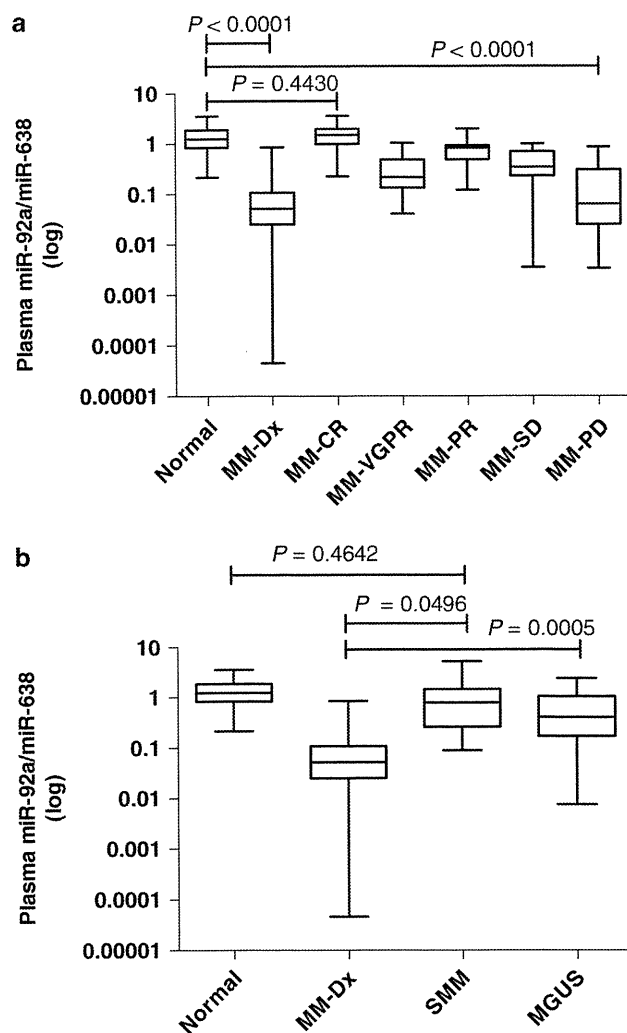 a
P < 0.0001
P < 0.0001
P = 0.4430
10
1
0.1
0.01
0.001
0.0001
0.00001
Plasma miR-92a/miR-638
(log)
Normal
MM-Dx
MM-CR
MM-VGPR
MM-PR
MM-SD
MM-PD
b
P = 0.4642
P = 0.0496
P = 0.0005
10
1
0.1
0.01
0.001
0.0001
0.00001
Plasma miR-92a/miR-638
(log)
Normal
MM-Dx
SMM
MGUS